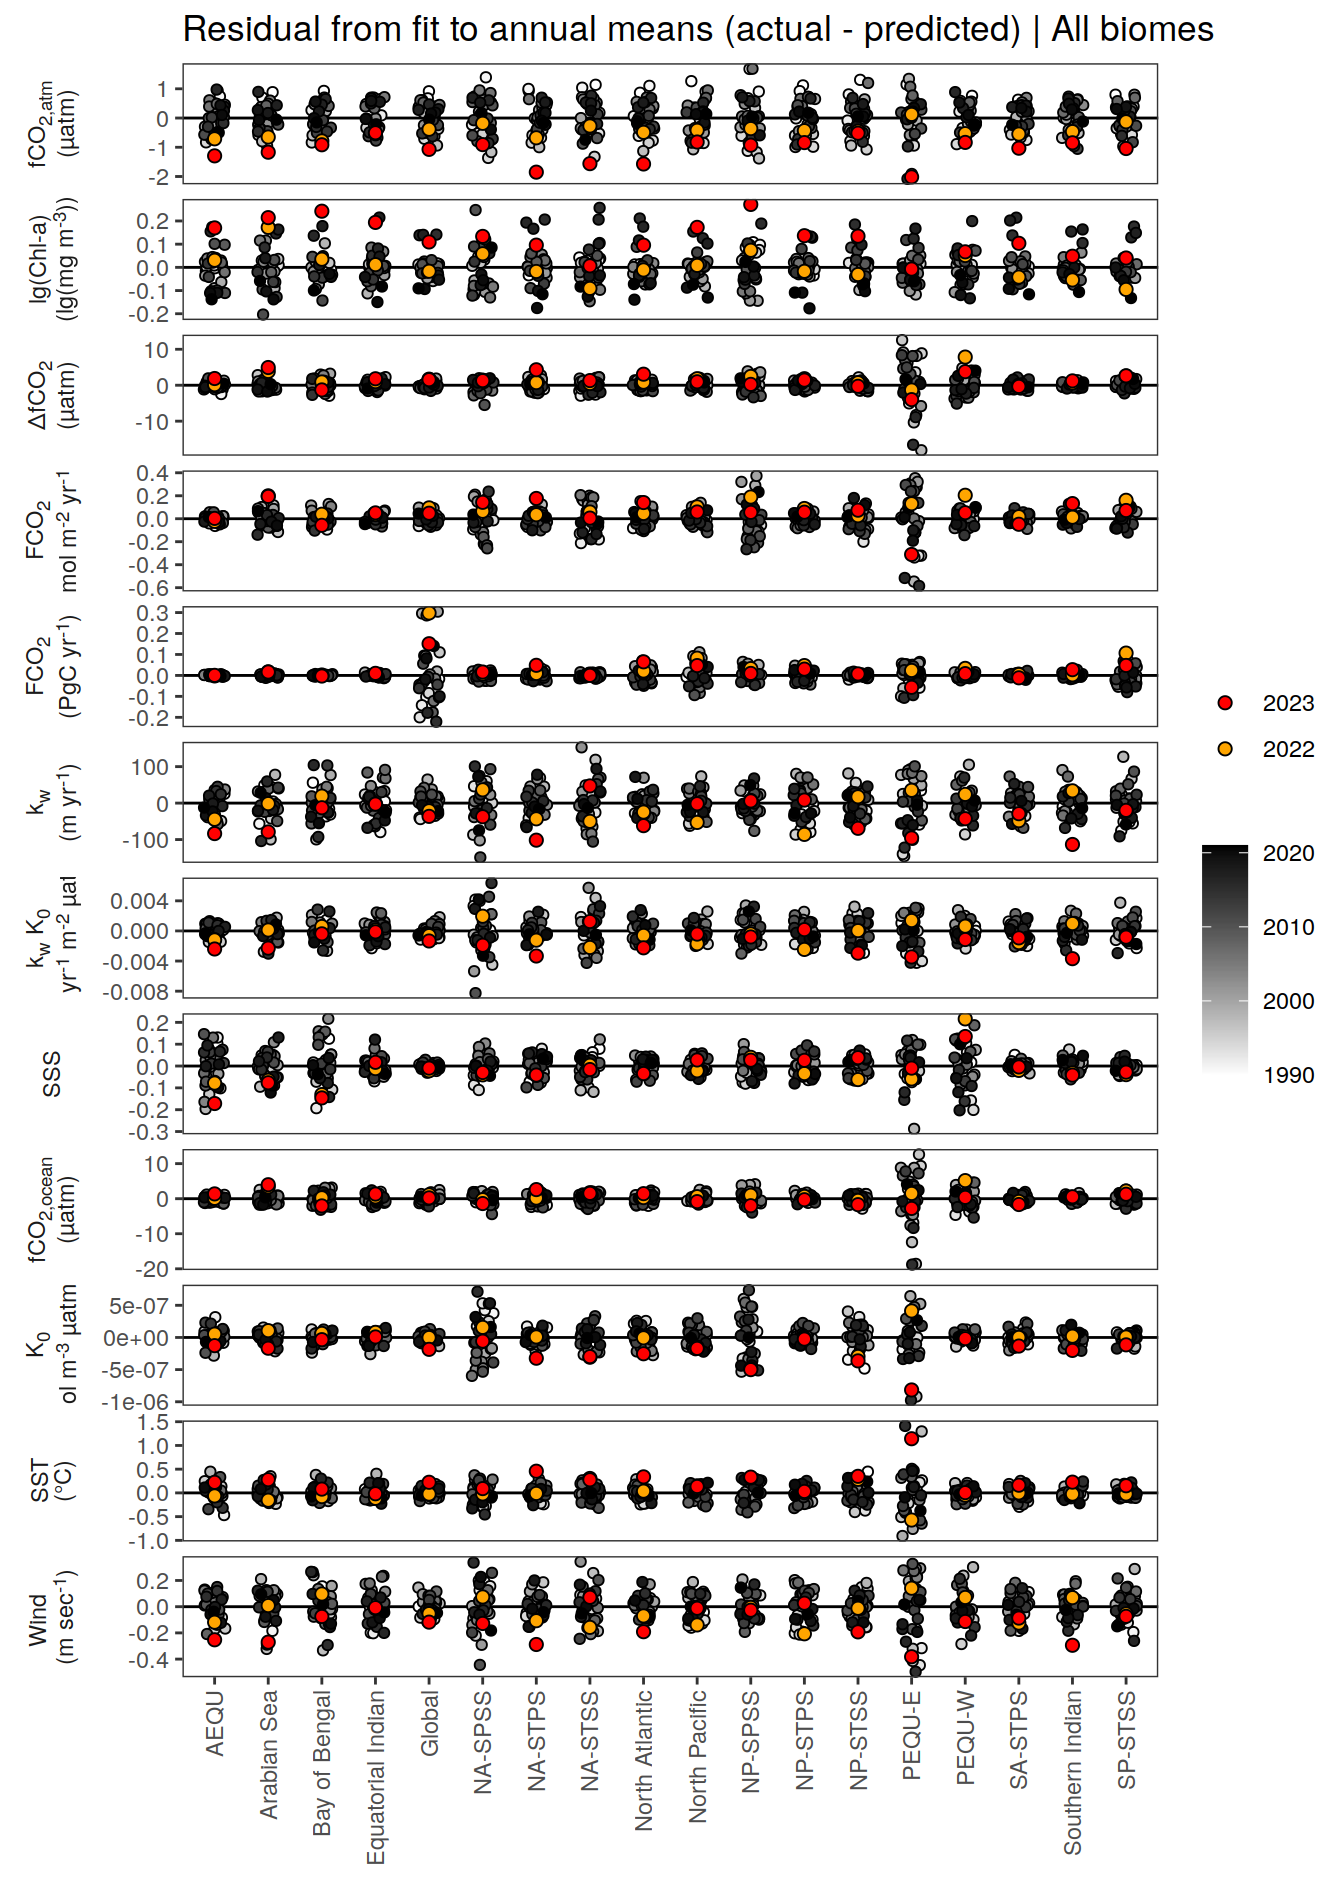 Residual from fit to annual means (actual - predicted) | All biomes
fCO2,atm
(µatm)
1
0
-1
-2
lg(Chl-a)
(lg(mg m-3))
0.2
0.1
0.0
-0.1
-0.2
ΔfCO2
(µatm)
10
0
-10
FCO2
mol m-2 yr-1
0.4
0.2
0.0
-0.2
-0.4
-0.6
FCO2
(PgC yr-1)
0.3
0.2
0.1
0.0
-0.1
-0.2
kw
(m yr-1)
100
0
-100
kw K0
yr-1 m-2 µat
0.004
0.000
-0.004
-0.008
SSS
0.2
0.1
0.0
-0.1
-0.2
-0.3
fCO2,ocean
(µatm)
10
0
-10
-20
K0
ol m-3 µatm
5e-07
0e+00
-5e-07
-1e-06
SST
(°C)
1.5
1.0
0.5
0.0
-0.5
-1.0
Wind
(m sec-1)
0.2
0.0
-0.2
-0.4
AEQU
Arabian Sea
Bay of Bengal
Equatorial Indian
Global
NA-SPSS
NA-STPS
NA-STSS
North Atlantic
North Pacific
NP-SPSS
NP-STPS
NP-STSS
PEQU-E
PEQU-W
SA-STPS
Southern Indian
SP-STSS
2023
2022
2020
2010
2000
1990